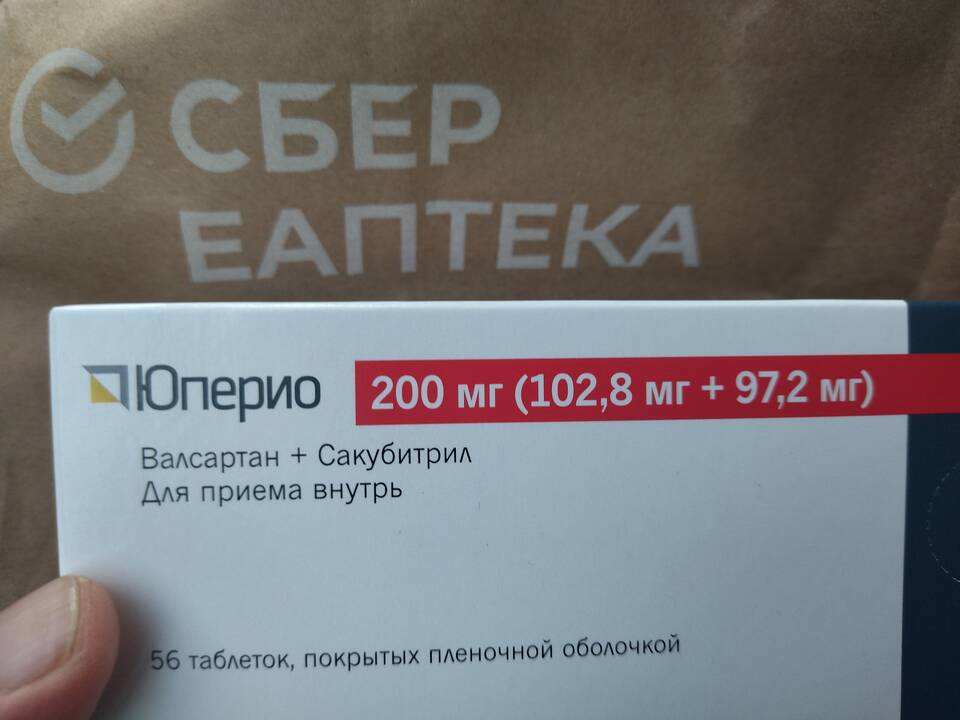 СБЕР
ЕАПТЕКА
Юперио 200 мг (102,8 мг + 97,2 мг)
Валсартан + Сакубитрил
Для приема внутрь
56 таблеток, покрытых пленочной оболочкой